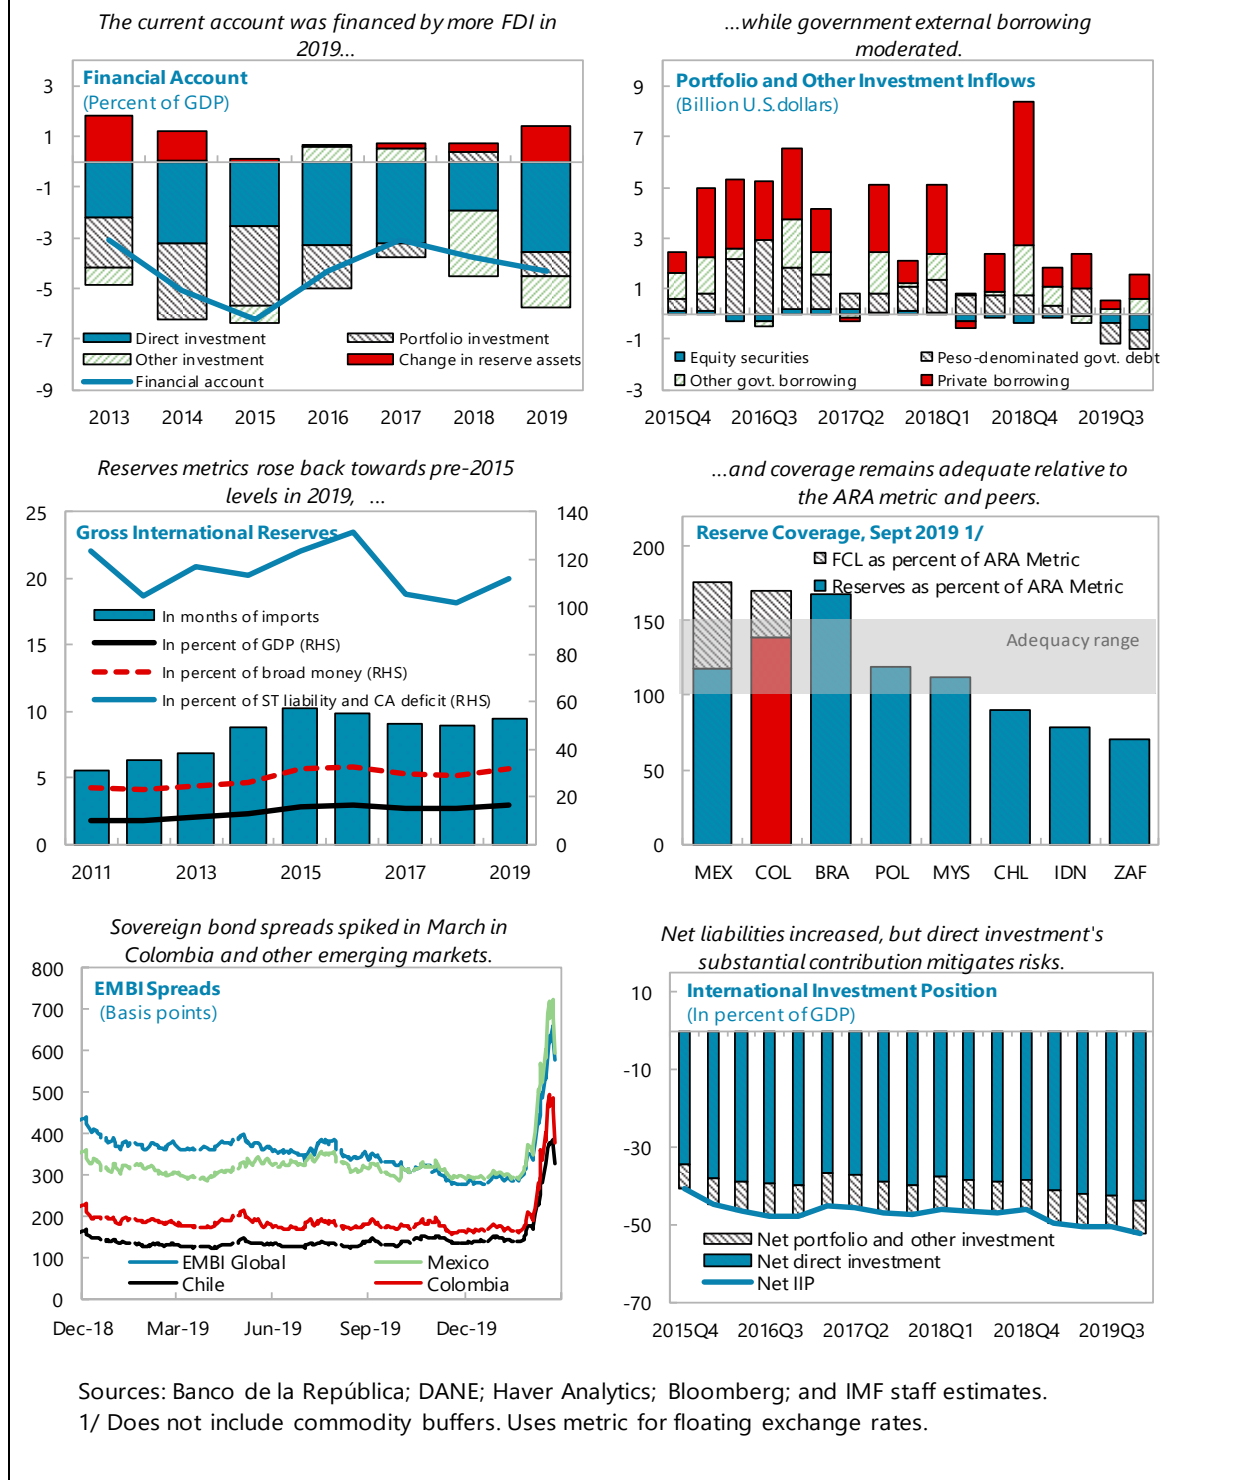 The current account was financed by more FDI in
2019...
Financial Account
(Percent of GDP)
3
1
-1
-3
-5
-7
-9
Direct investment
Portfolio investment
Other investment
Change in reserve assets
Financial account
2013 2014 2015 2016 2017 2018 2019
...while government external borrowing
moderated.
Portfolio and Other Investment Inflows
(Billion U.S.dollars)
9
7
5
3
1
-1
-3
Equity securities
Peso-denominated govt. debt
Other govt. borrowing
Private borrowing
2015Q4 2016Q3 2017Q2 2018Q1 2018Q4 2019Q3
Reserves metrics rose back towards pre-2015
levels in 2019, ...
Gross International Reserves
25
20
15
10
5
0
140
120
100
80
60
40
20
0
In months of imports
In percent of GDP (RHS)
In percent of broad money (RHS)
In percent of ST liability and CA deficit (RHS)
2011 2013 2015 2017 2019
...and coverage remains adequate relative to
the ARA metric and peers.
Reserve Coverage, Sept 2019 1/
FCL as percent of ARA Metric
Reserves as percent of ARA Metric
Adequacy range
200
150
100
50
0
MEX COL BRA POL MYS CHL IDN ZAF
Sovereign bond spreads spiked in March in
Colombia and other emerging markets.
EMBI Spreads
(Basis points)
800
700
600
500
400
300
200
100
0
EMBI Global
Mexico
Chile
Colombia
Dec-18 Mar-19 Jun-19 Sep-19 Dec-19
Net liabilities increased, but direct investment's
substantial contribution mitigates risks.
International Investment Position
(In percent of GDP)
10
-10
-30
-50
-70
Net portfolio and other investment
Net direct investment
Net IIP
2015Q4 2016Q3 2017Q2 2018Q1 2018Q4 2019Q3
Sources: Banco de la República; DANE; Haver Analytics; Bloomberg; and IMF staff estimates.
1/ Does not include commodity buffers. Uses metric for floating exchange rates.